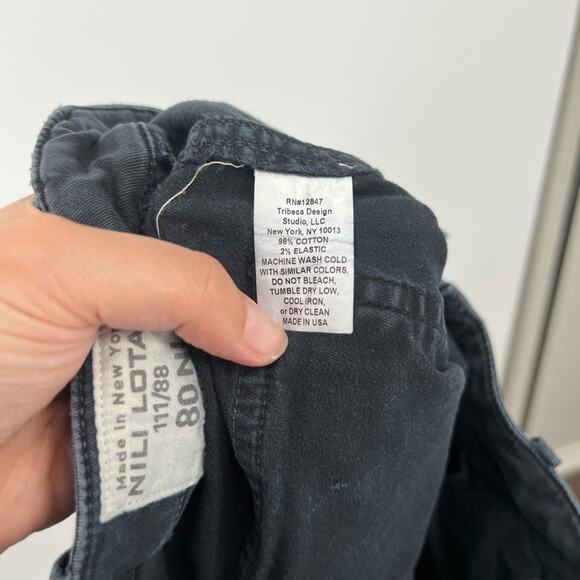 RN#12847
Tribeca Design
Studio, LLC
New York, NY 10013
98% COTTON
2% ELASTIC
MACHINE WASH COLD
WITH SIMILAR COLORS,
DO NOT BLEACH,
TUMBLE DRY LOW,
COOL IRON,
or DRY CLEAN
MADE IN USA
Made in New York
NILI LOTA
111/88
80